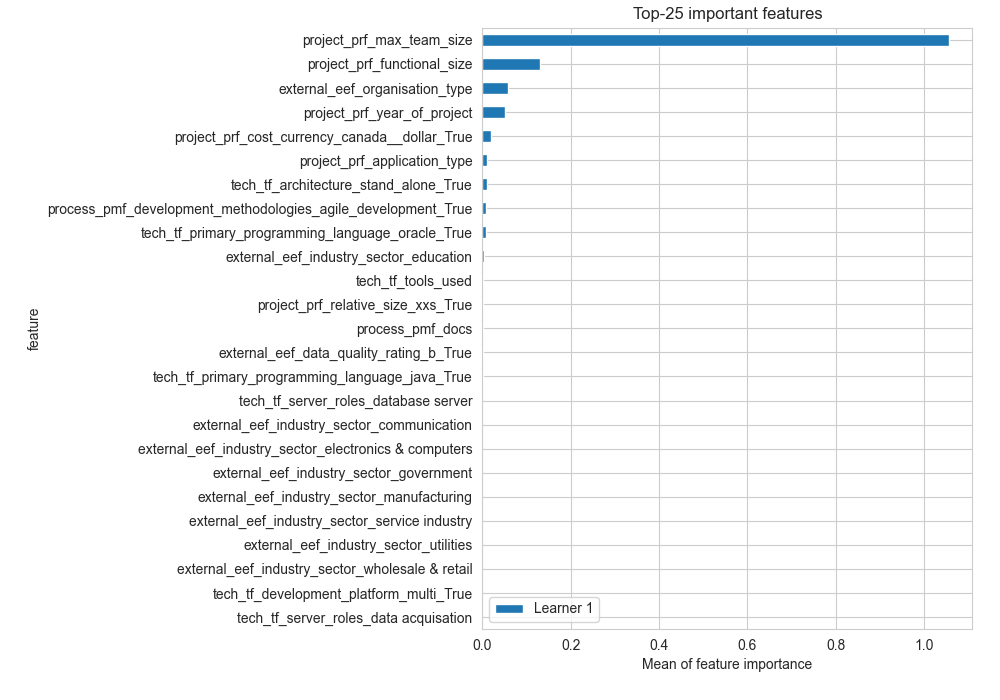 Top-25 important features
project_prf_max_team_size
project_prf_functional_size
external_eef_organisation_type
project_prf_year_of_project
project_prf_cost_currency_canada__dollar_True
project_prf_application_type
tech_tf_architecture_stand_alone_True
process_pmf_development_methodologies_agile_development_True
tech_tf_primary_programming_language_oracle_True
external_eef_industry_sector_education
tech_tf_tools_used
project_prf_relative_size_xxs_True
process_pmf_docs
external_eef_data_quality_rating_b_True
tech_tf_primary_programming_language_java_True
tech_tf_server_roles_database server
external_eef_industry_sector_communication
external_eef_industry_sector_electronics & computers
external_eef_industry_sector_government
external_eef_industry_sector_manufacturing
external_eef_industry_sector_service industry
external_eef_industry_sector_utilities
external_eef_industry_sector_wholesale & retail
tech_tf_development_platform_multi_True
tech_tf_server_roles_data acquisation
feature
Learner 1
0.0 0.2 0.4 0.6 0.8 1.0
Mean of feature importance